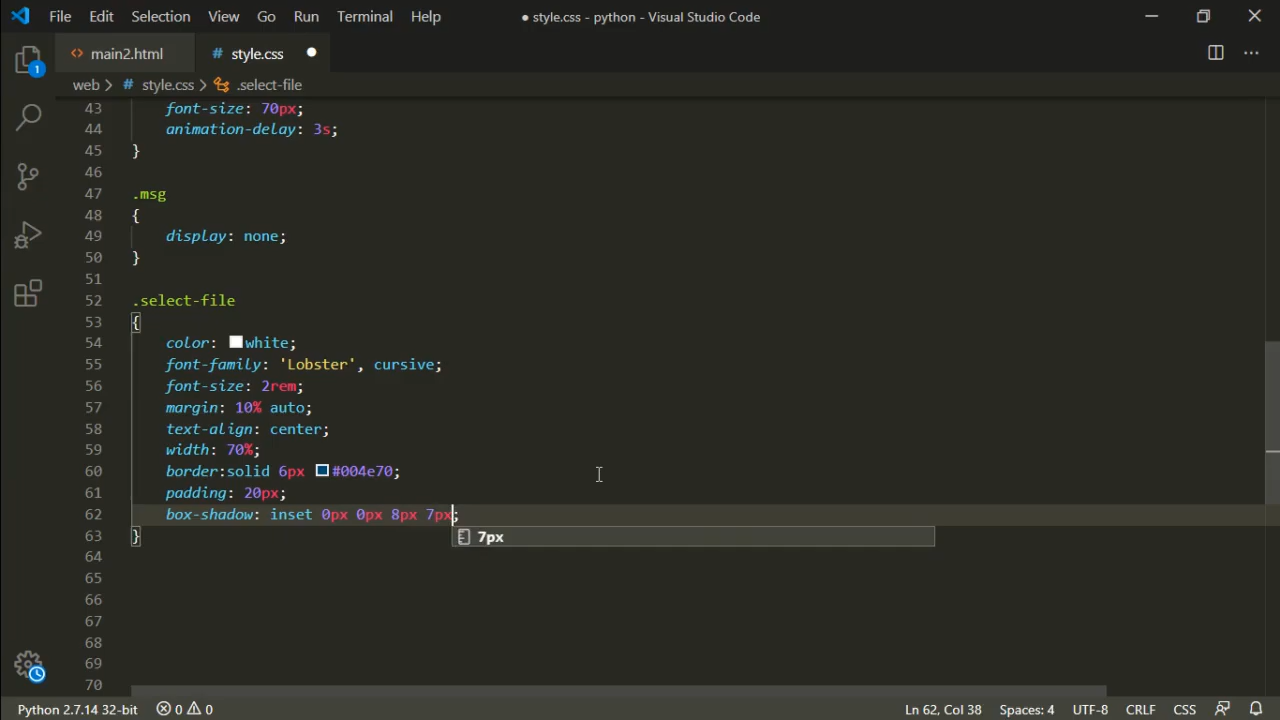 File Edit Selection View Go Run Terminal Help ● style.css - python - Visual Studio Code
<> main2.html # style.css ●
web > # style.css > .select-file
43 font-size: 70px;
44 animation-delay: 3s;
45 }
46
47 .msg
48 {
49 display: none;
50 }
51
52 .select-file
53 {
54 color: white;
55 font-family: 'Lobster', cursive;
56 font-size: 2rem;
57 margin: 10% auto;
58 text-align: center;
59 width: 70%;
60 border:solid 6px #004e70;
61 padding: 20px;
62 box-shadow: inset 0px 0px 8px 7px;
7px
63 }
64
65
66
67
68
69
70
1
Python 2.7.14 32-bit 0 0 Ln 62, Col 38 Spaces: 4 UTF-8 CRLF CSS